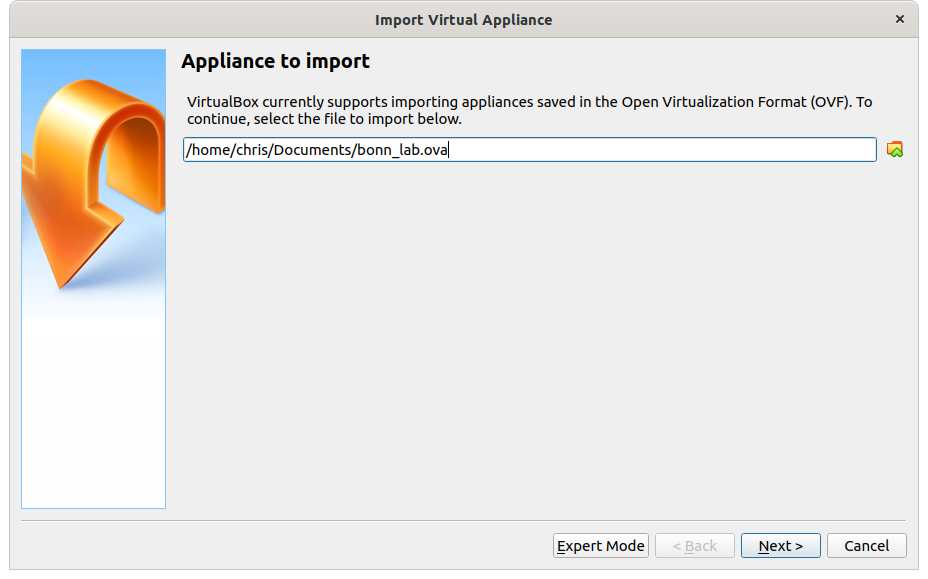 Import Virtual Appliance
×
Appliance to import
VirtualBox currently supports importing appliances saved in the Open Virtualization Format (OVF). To
continue, select the file to import below.
/home/chris/Documents/bonn_lab.ova
Expert Mode
< Back
Next >
Cancel